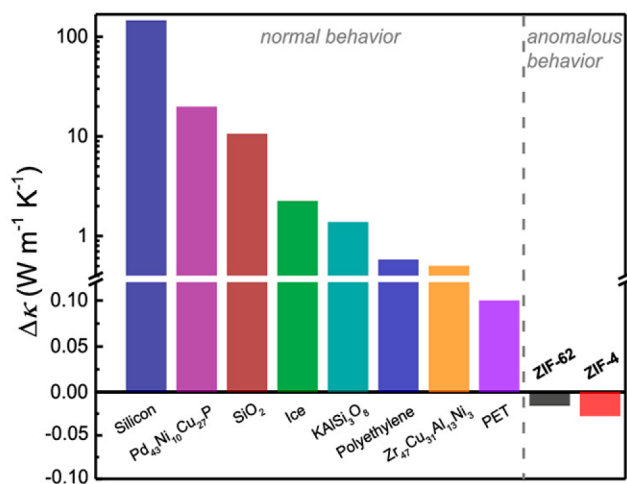 normal behavior
anomalous
behavior
100
10
1
0.10
0.05
0.00
-0.05
-0.10
Δκ (W m⁻¹ K⁻¹)
ZIF-62
ZIF-4
Silicon
Pd₄₃Ni₁₀Cu₂₇P
SiO₂
Ice
KAlSi₃O₈
Polyethylene
Zr₄₇Cu₃₁Al₁₃Ni₃
PET